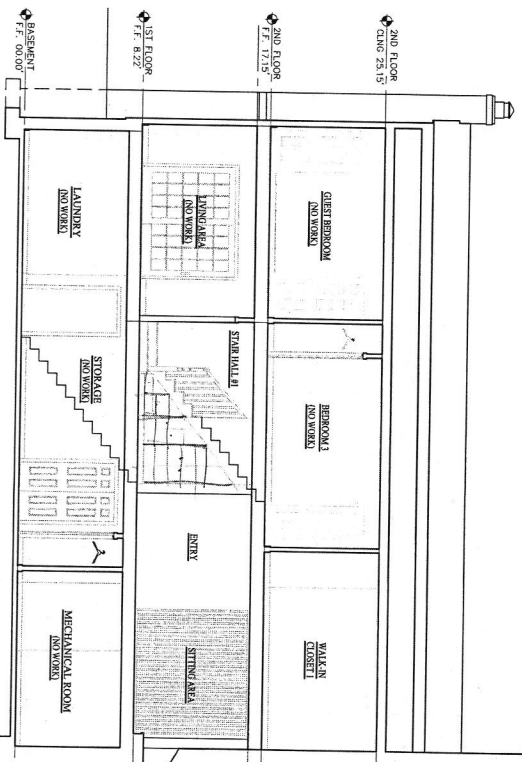 2ND FLOOR
CLNG 25.15'
2ND FLOOR
F.F. 17.15'
1ST FLOOR
F.F. 8.22'
BASEMENT
F.F. 00.00'
GUEST BEDROOM
(NO WORK)
BEDROOM 3
(NO WORK)
WALK.IN
CLOSET 1
LIVING AREA
(NO WORK)
STAIR HALL #1
ENTRY
SITTING AREA
LAUNDRY
(NO WORK)
STORAGE
(NO WORK)
MECHANICAL ROOM
(NO WORK)